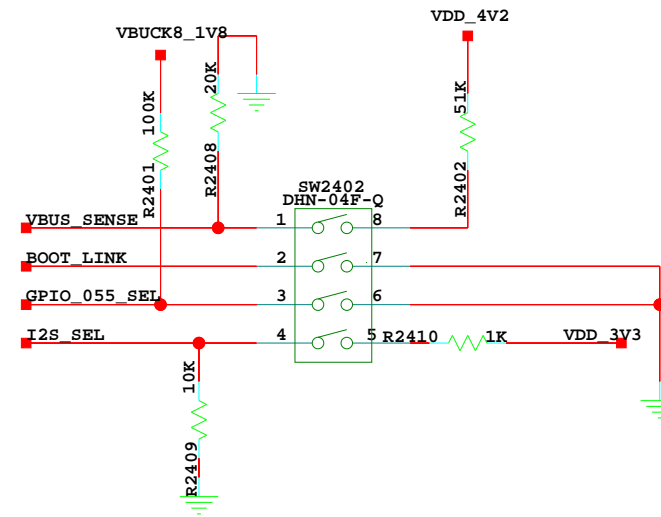 VDD_4V2
VBUCK8_1V8
20K
51K
100K
R2401
R2408
R2402
SW2402
DHN-04F-Q
VBUS_SENSE
1
8
BOOT_LINK
2
7
GPIO_055_SEL
3
6
I2S_SEL
4
5
R2410
1K
VDD_3V3
10K
R2409